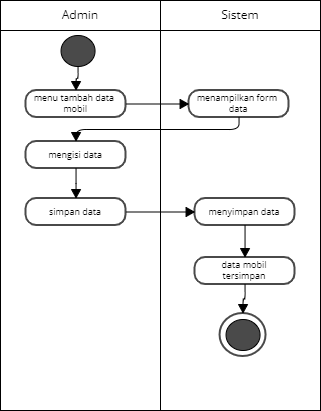 Admin
Sistem
menu tambah data
mobil
menampilkan form
data
mengisi data
simpan data
menyimpan data
data mobil
tersimpan